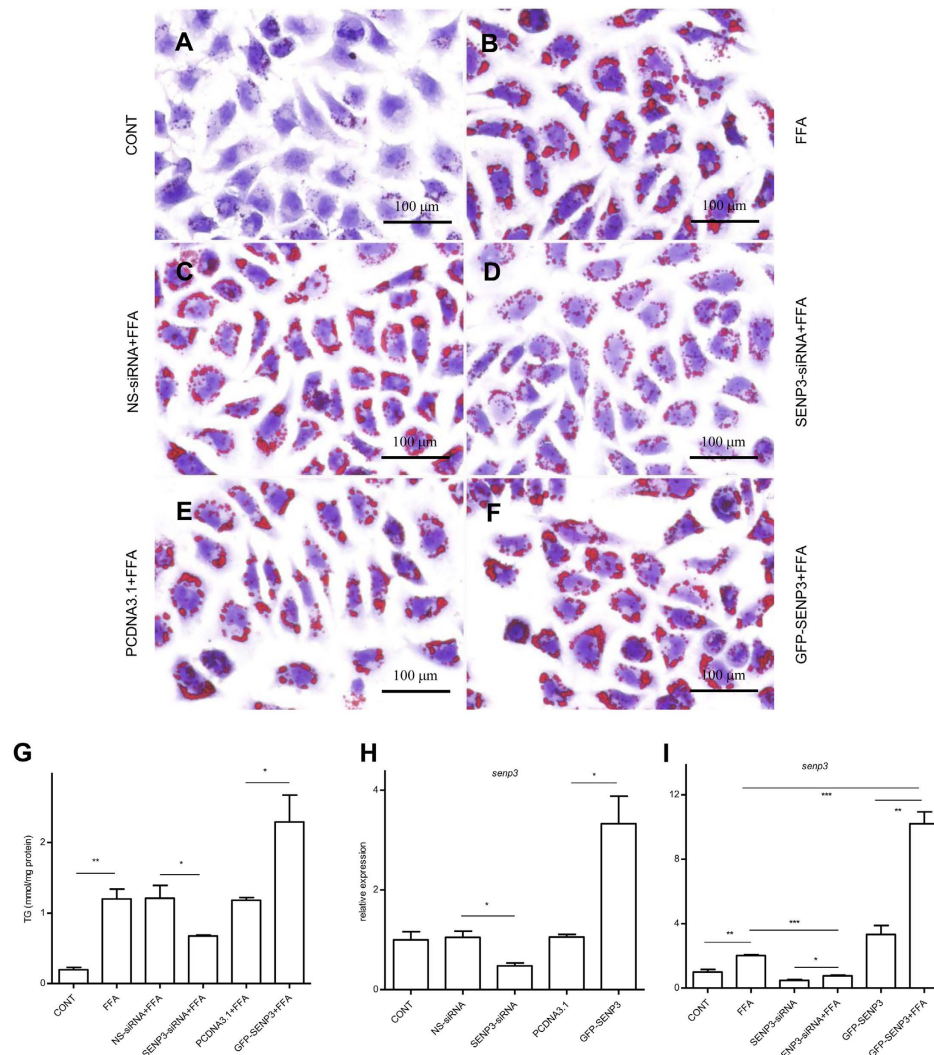 A
B
CONT
FFA
100 µm
100 µm
C
D
NS-siRNA+FFA
SENP3-siRNA+FFA
100 µm
100 µm
E
F
PCDNA3.1+FFA
GFP-SENP3+FFA
100 µm
100 µm
G
TG (mmol/mg protein)
2
1
0
**
*
*
CONT
FFA
NS-siRNA+FFA
SENP3-siRNA+FFA
PCDNA3.1+FFA
GFP-SENP3+FFA
H
senp3
relative expression
4
2
0
*
*
CONT
NS-siRNA
SENP3-siRNA
PCDNA3.1
GFP-SENP3
I
senp3
12
8
4
0
***
**
**
***
*
CONT
FFA
SENP3-siRNA
ENP3-siRNA+FFA
GFP-SENP3
GFP-SENP3+FFA